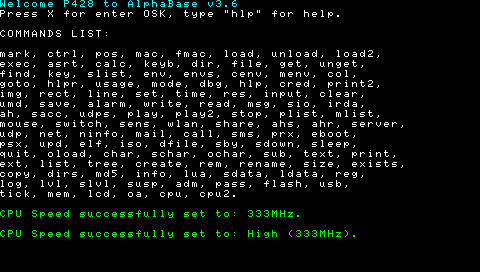 Welcome P428 to AlphaBase v3.6
Press X for enter OSK, type "hlp" for help.
COMMANDS LIST:
mark, ctrl, pos, mac, fmac, load, unload, load2,
exec, asrt, calc, keyb, dir, file, get, unget,
find, key, slist, env, envs, cenv, menv, col,
goto, hlpr, usage, mode, dbg, hlp, cred, print2,
img, rect, line, set, time, res, input, clear,
umd, save, alarm, write, read, msg, sio, irda,
ah, sacc, udps, play, play2, stop, plist, mlist,
mouse, switch, sens, wlan, share, ahs, ahr, server,
udp, net, ninfo, mail, call, sms, prx, eboot,
psx, upd, elf, iso, dfile, sby, sdown, sleep,
quit, oload, char, schar, ochar, sub, text, print,
ext, list, tree, create, rem, rename, size, exists,
copy, dirs, md5, info, lua, sdata, ldata, reg,
log, lvl, slvl, susp, adm, pass, flash, usb,
tick, mem, lcd, oa, cpu, cpu2.
CPU Speed successfully set to: 333MHz.
CPU Speed successfully set to: High (333MHz).